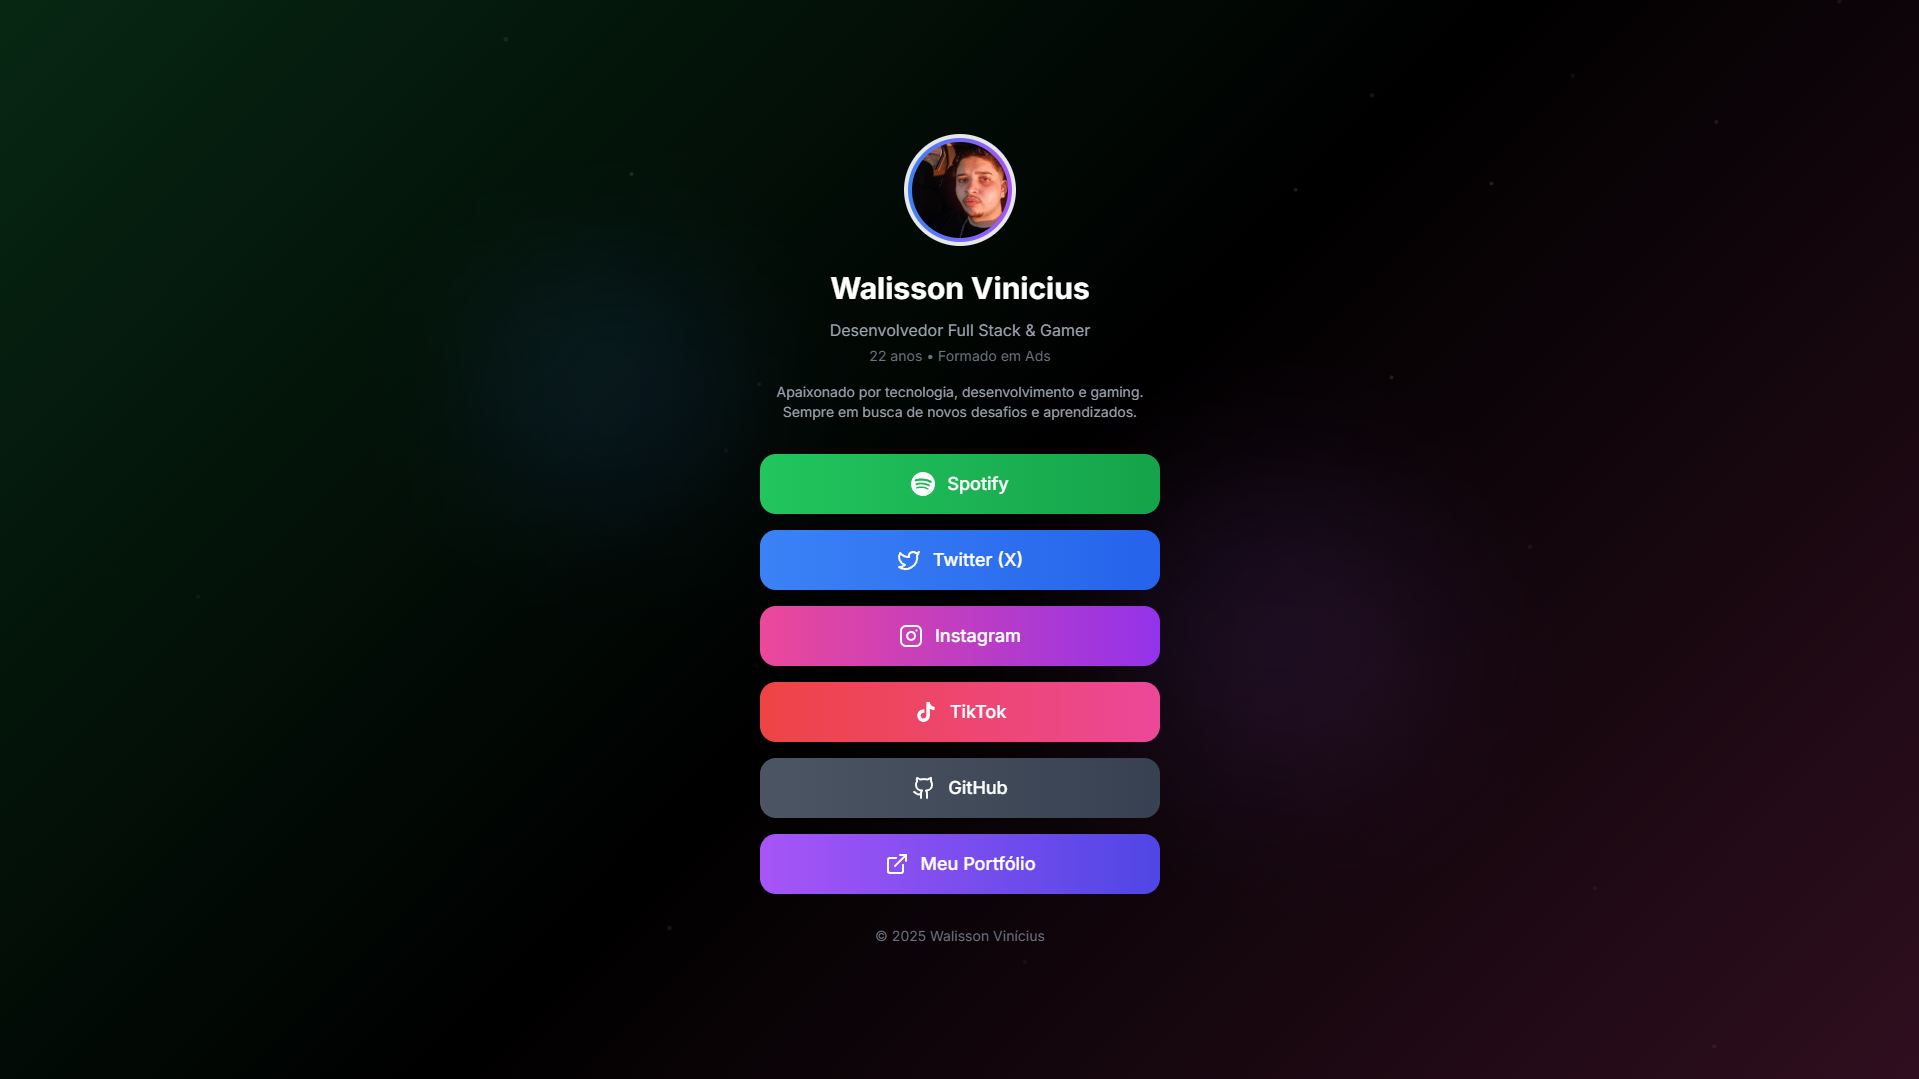 Walisson Vinicius
Desenvolvedor Full Stack & Gamer
22 anos • Formado em Ads
Apaixonado por tecnologia, desenvolvimento e gaming.
Sempre em busca de novos desafios e aprendizados.
Spotify
Twitter (X)
Instagram
TikTok
GitHub
Meu Portfólio
© 2025 Walisson Vinícius